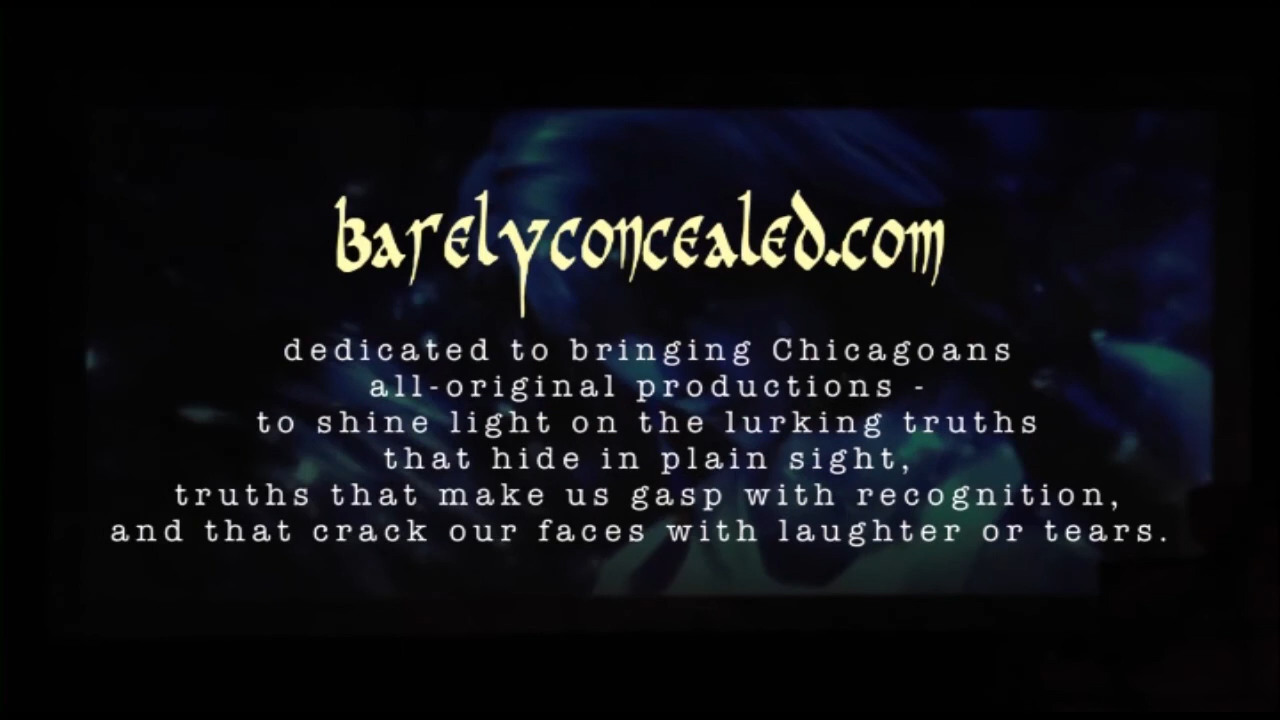 barelyconcealed.com
dedicated to bringing Chicagoans
all-original productions -
to shine light on the lurking truths
that hide in plain sight,
truths that make us gasp with recognition,
and that crack our faces with laughter or tears.